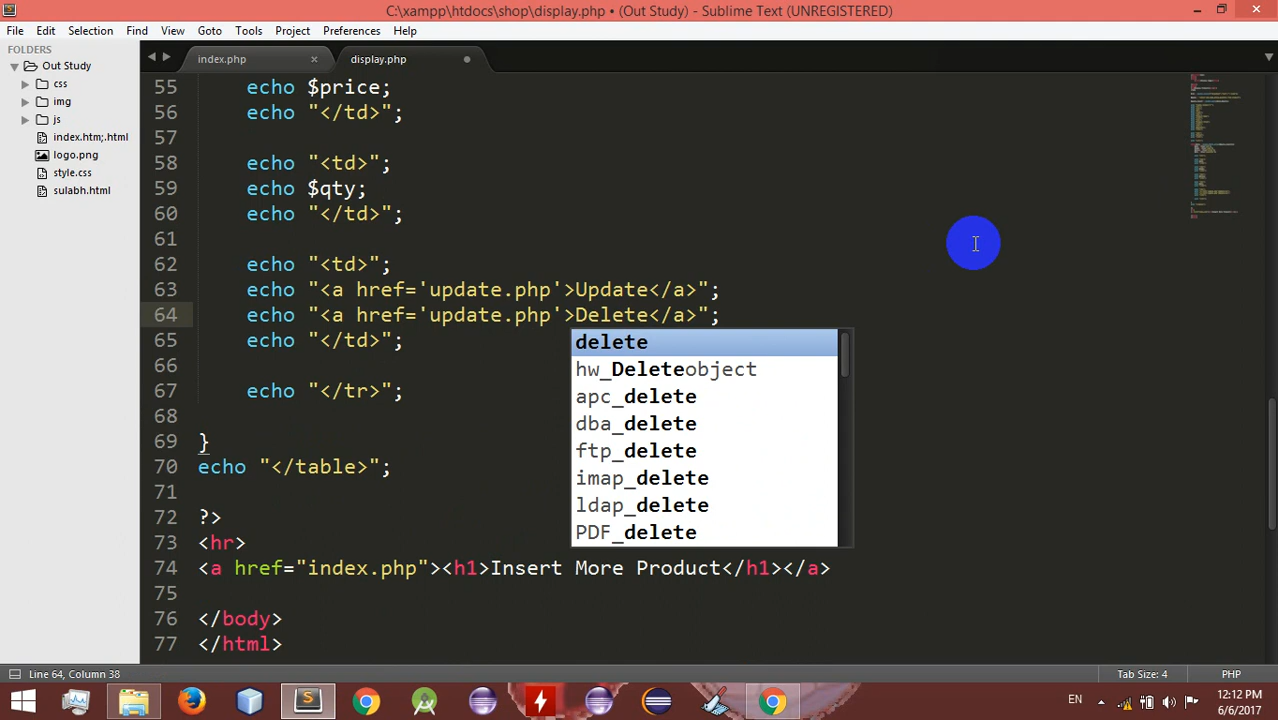 C:\xampp\htdocs\shop\display.php • (Out Study) - Sublime Text (UNREGISTERED)
File Edit Selection Find View Goto Tools Project Preferences Help
FOLDERS
Out Study
css
img
js
index.htm;.html
logo.png
style.css
sulabh.html
index.php
display.php
55 echo $price;
56 echo "</td>";
57
58 echo "<td>";
59 echo $qty;
60 echo "</td>";
61
62 echo "<td>";
63 echo "<a href='update.php'>Update</a>";
64 echo "<a href='update.php'>Delete</a>";
65 echo "</td>";
66
67 echo "</tr>";
68
69 }
70 echo "</table>";
71
72 ?>
73 <hr>
74 <a href="index.php"><h1>Insert More Product</h1></a>
75
76 </body>
77 </html>
delete
hw_Deleteobject
apc_delete
dba_delete
ftp_delete
imap_delete
ldap_delete
PDF_delete
Line 64, Column 38
Tab Size: 4
PHP
EN
12:12 PM
6/6/2017